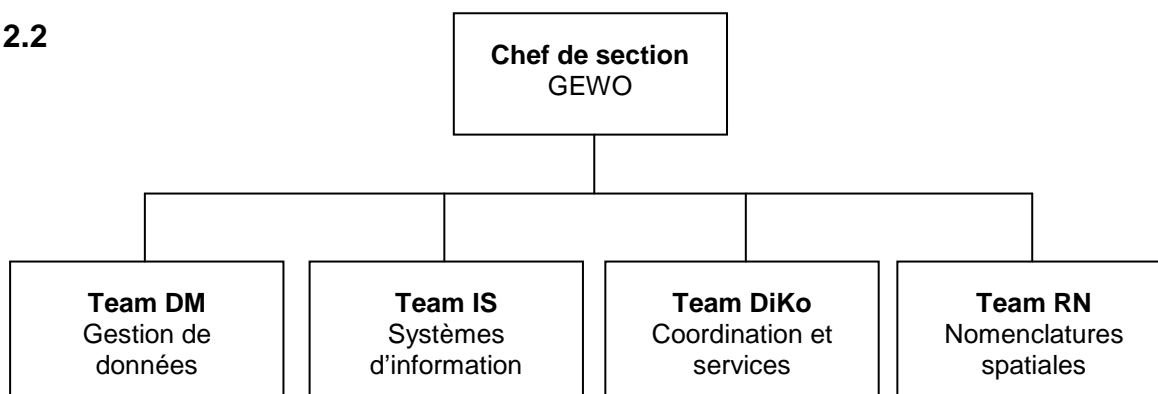 2.2
Chef de section
GEWO
Team DM
Gestion de
données
Team IS
Systèmes
d'information
Team DiKo
Coordination et
services
Team RN
Nomenclatures
spatiales